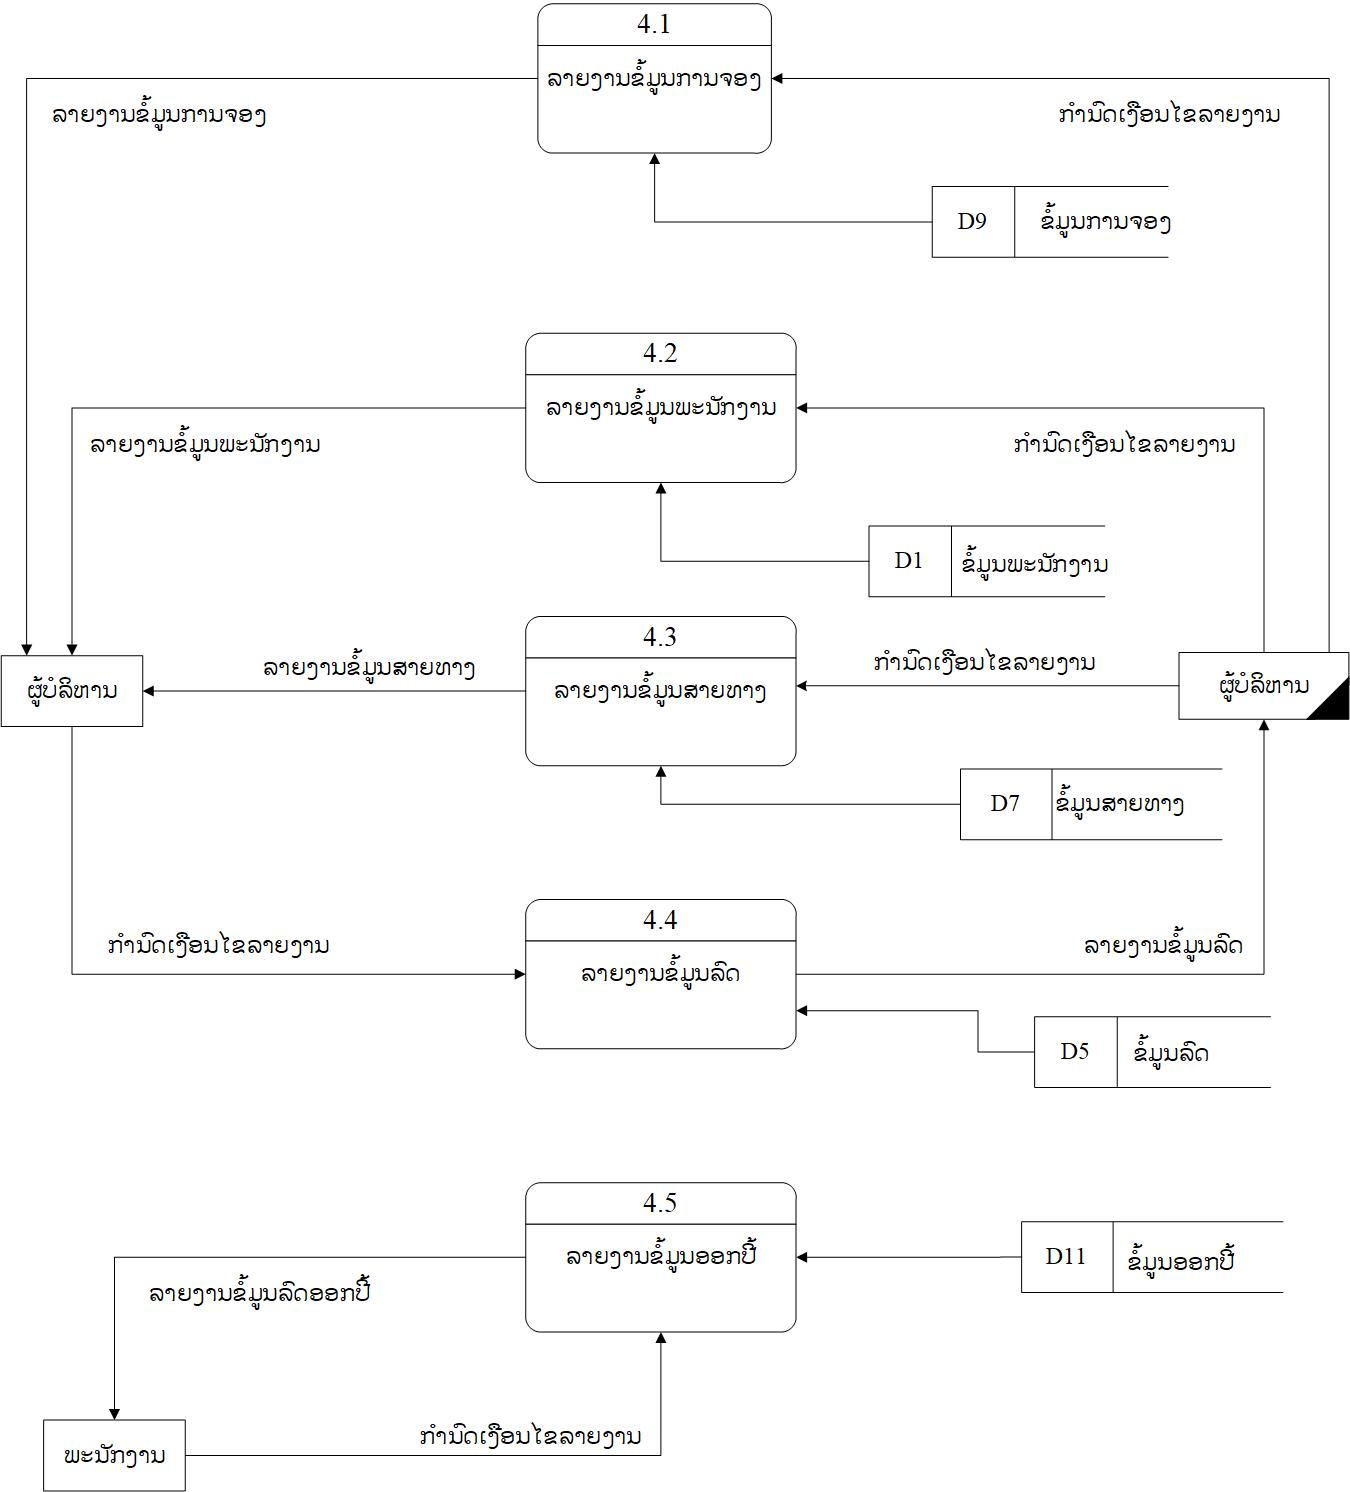 4.1
ລາຍງານຂໍ້ມູນການຈອງ
ລາຍງານຂໍ້ມູນການຈອງ
ກຳນົດເງືອນໄຂລາຍງານ
D9
ຂໍ້ມູນການຈອງ
4.2
ລາຍງານຂໍ້ມູນພະນັກງານ
ລາຍງານຂໍ້ມູນພະນັກງານ
ກຳນົດເງືອນໄຂລາຍງານ
D1
ຂໍ້ມູນພະນັກງານ
4.3
ລາຍງານຂໍ້ມູນສາຍທາງ
ກຳນົດເງືອນໄຂລາຍງານ
ຜູ້ບໍລິຫານ
ລາຍງານຂໍ້ມູນສາຍທາງ
ຜູ້ບໍລິຫານ
D7
ຂໍ້ມູນສາຍທາງ
4.4
ກຳນົດເງືອນໄຂລາຍງານ
ລາຍງານຂໍ້ມູນລົດ
ລາຍງານຂໍ້ມູນລົດ
D5
ຂໍ້ມູນລົດ
4.5
ລາຍງານຂໍ້ມູນອອກປີ້
D11
ຂໍ້ມູນອອກປີ້
ລາຍງານຂໍ້ມູນລົດອອກປີ້
ກຳນົດເງືອນໄຂລາຍງານ
ພະນັກງານ